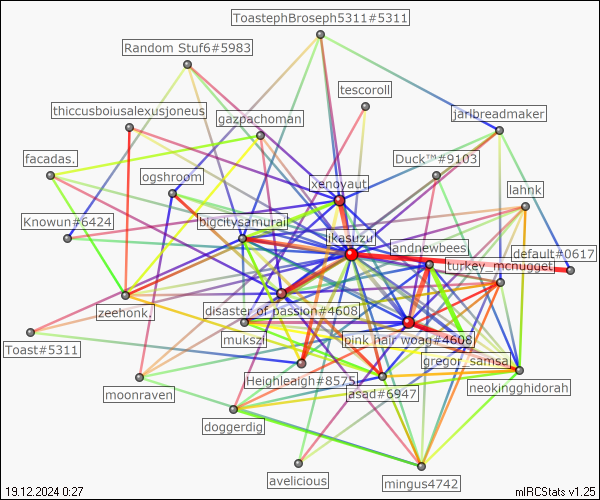 ToastephBroseph5311#5311
Random Stuf6#5983
tescoroll
thiccusboiusalexusjoneus
gazpachoman
jarlbreadmaker
facadas.
Duck™#9103
ogshroom
xenoyaut
lahnk
Knowun#6424
bigcitysamurai
likasuzu
andnewbees
default#0617
turkey_mcnugget
zeehonk.
disaster of passion#4608
mukszi
pink hair woag#4608
Toast#5311
gregor_samsa
Heighleaigh#8575
neokingghidorah
moonraven
asad#6947
doggerdig
avelicious
mingus4742
19.12.2024 0:27
mIRCStats v1.25